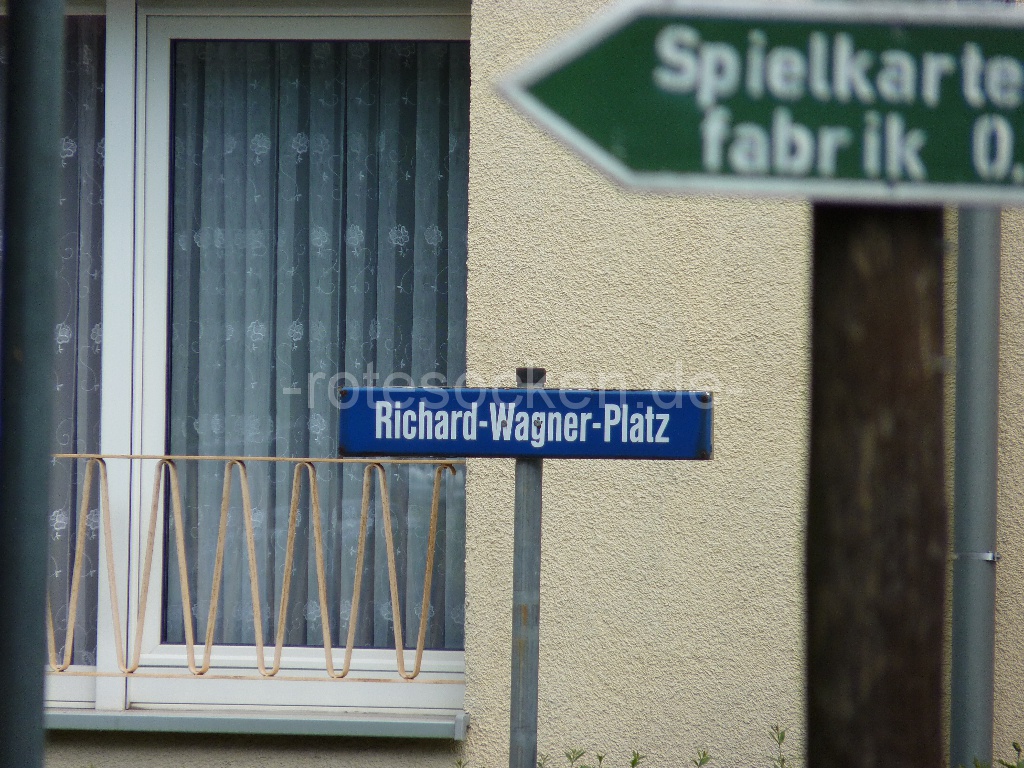 Spielkarte
fabrik 0.
-rotesocken.de-
Richard-Wagner-Platz